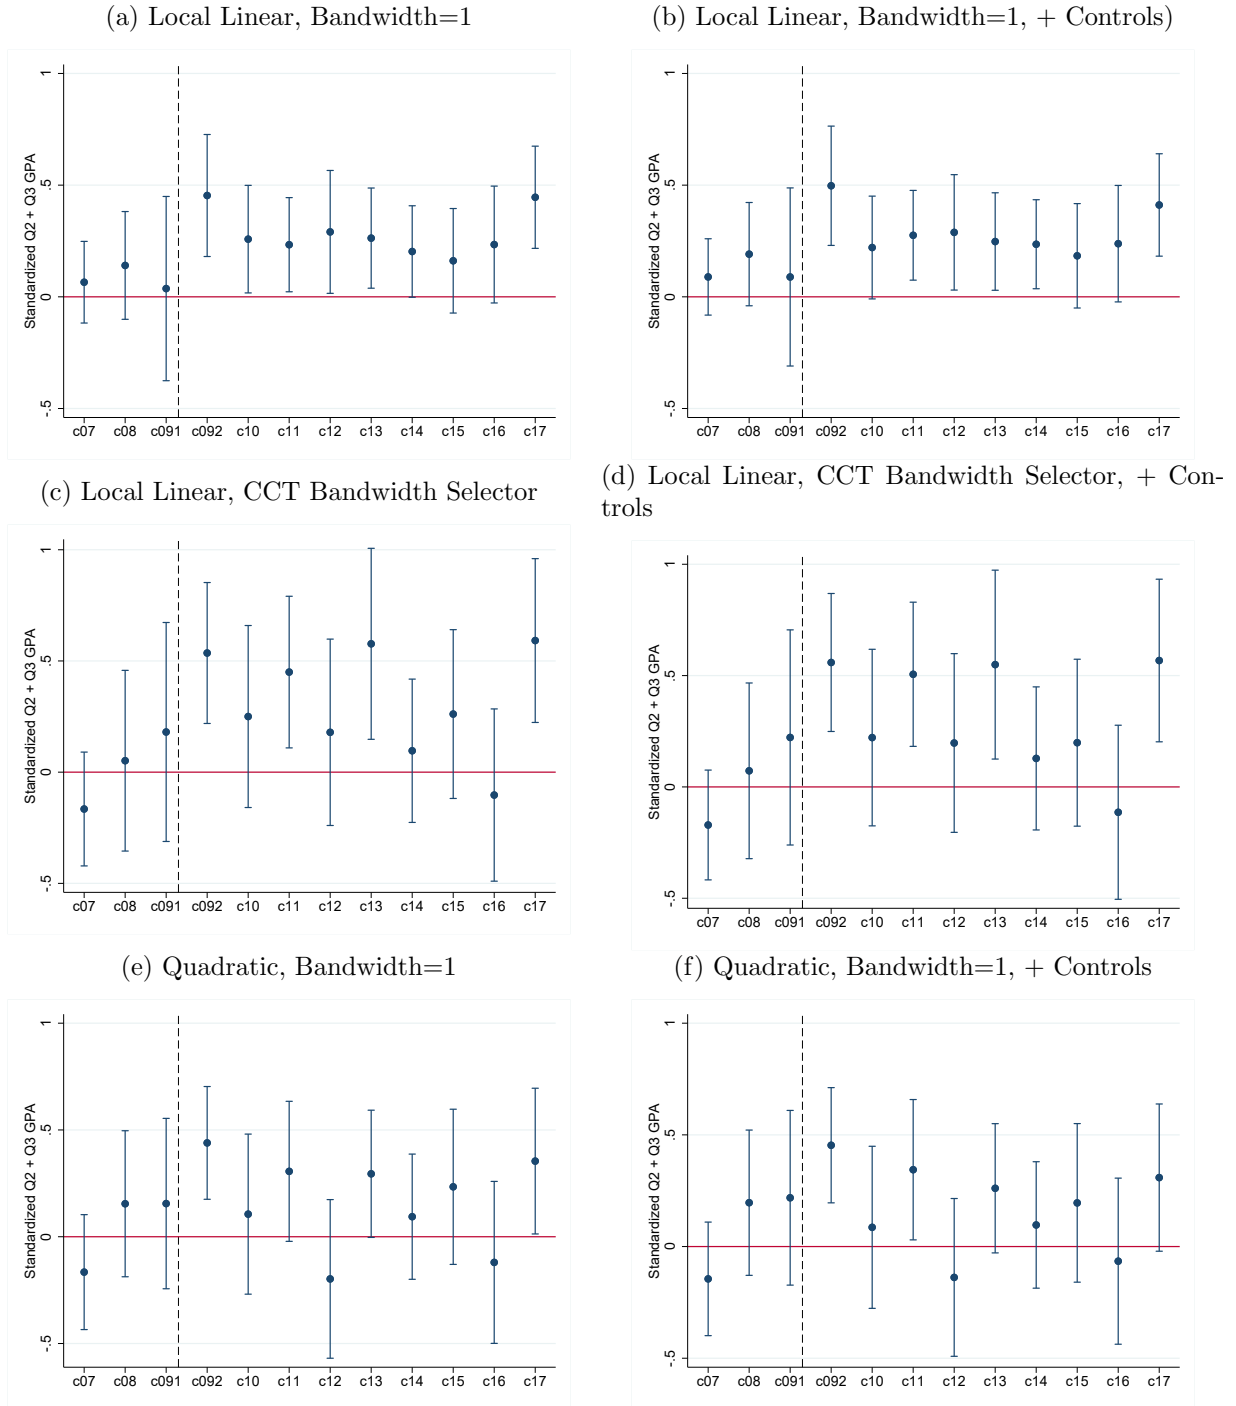 (a) Local Linear, Bandwidth=1
Standardized Q2 + Q3 GPA
1
.5
0
-.5
c07 c08 c091 c092 c10 c11 c12 c13 c14 c15 c16 c17
(b) Local Linear, Bandwidth=1, + Controls)
Standardized Q2 + Q3 GPA
1
.5
0
-.5
c07 c08 c091 c092 c10 c11 c12 c13 c14 c15 c16 c17
(c) Local Linear, CCT Bandwidth Selector
Standardized Q2 + Q3 GPA
1
.5
0
-.5
c07 c08 c091 c092 c10 c11 c12 c13 c14 c15 c16 c17
(d) Local Linear, CCT Bandwidth Selector, + Con-
trols
Standardized Q2 + Q3 GPA
1
.5
0
-.5
c07 c08 c091 c092 c10 c11 c12 c13 c14 c15 c16 c17
(e) Quadratic, Bandwidth=1
Standardized Q2 + Q3 GPA
1
.5
0
-.5
c07 c08 c091 c092 c10 c11 c12 c13 c14 c15 c16 c17
(f) Quadratic, Bandwidth=1, + Controls
Standardized Q2 + Q3 GPA
1
.5
0
-.5
c07 c08 c091 c092 c10 c11 c12 c13 c14 c15 c16 c17